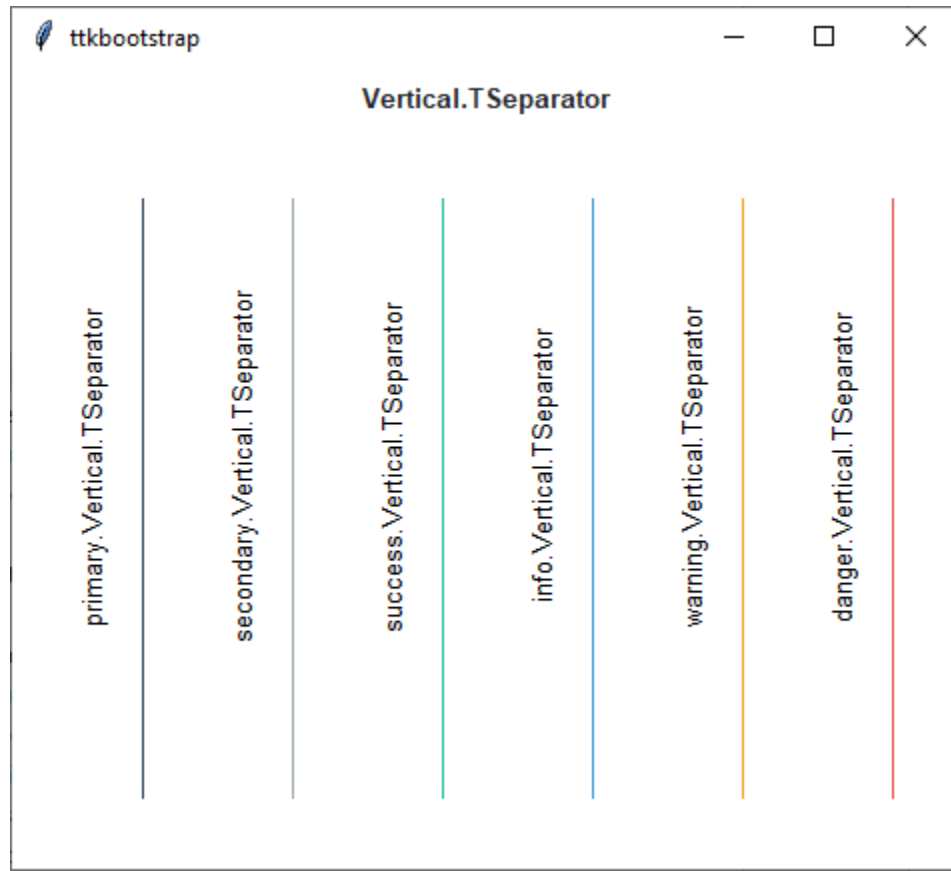 ttkbootstrap
Vertical.TSeparator
primary.Vertical.TSeparator
secondary.Vertical.TSeparator
success.Vertical.TSeparator
info.Vertical.TSeparator
warning.Vertical.TSeparator
danger.Vertical.TSeparator